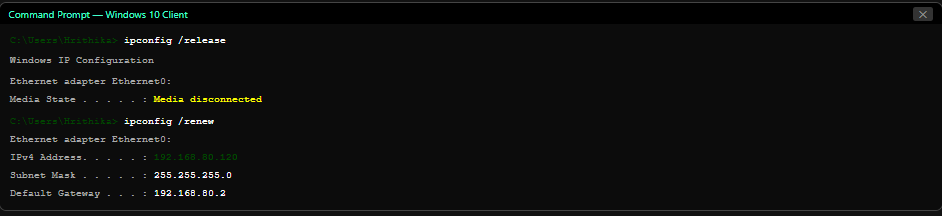 Command Prompt — Windows 10 Client
C:\Users\Hrithika> ipconfig /release
Windows IP Configuration
Ethernet adapter Ethernet0:
Media State . . . . . : Media disconnected
C:\Users\Hrithika> ipconfig /renew
Ethernet adapter Ethernet0:
IPv4 Address. . . . . : 192.168.80.120
Subnet Mask . . . . . : 255.255.255.0
Default Gateway . . . : 192.168.80.2